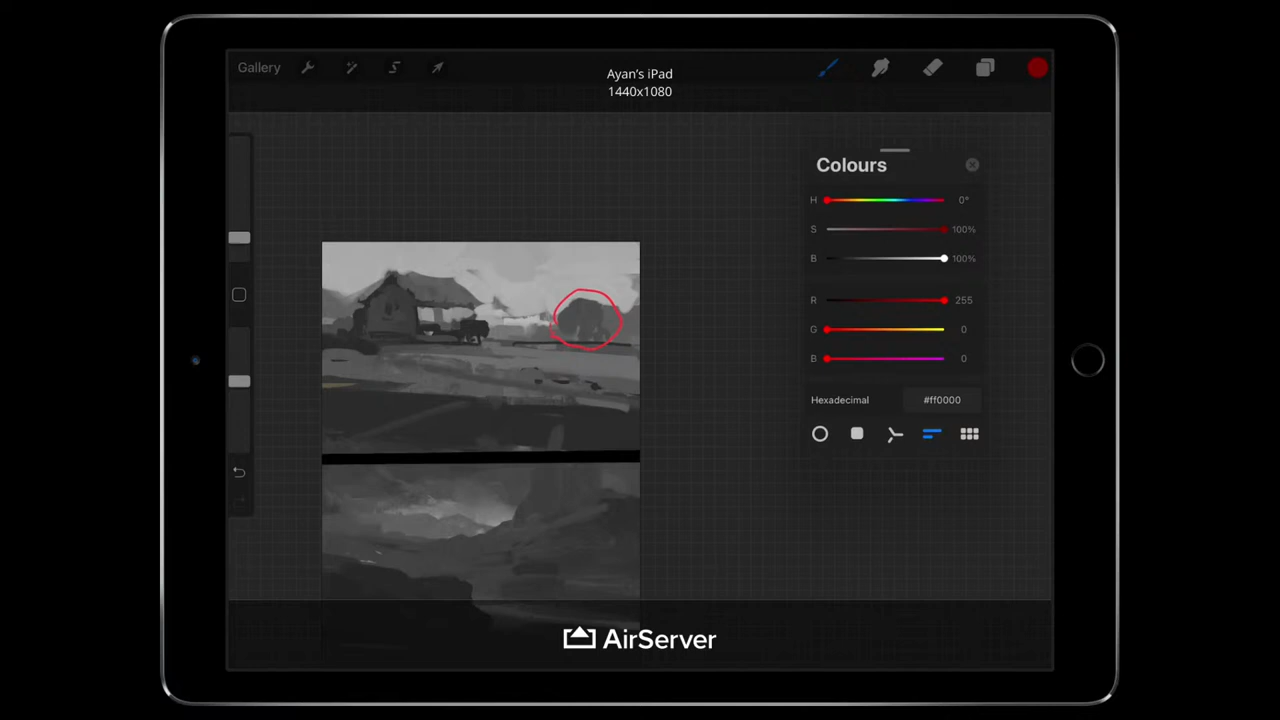 Gallery
Ayan's iPad
1440x1080
Colours
H 0°
S 100%
B 100%
R 255
G 0
B 0
Hexadecimal #ff0000
AirServer